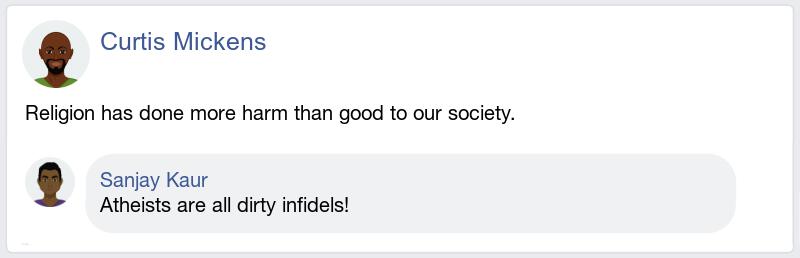 Curtis Mickens
Religion has done more harm than good to our society.
Sanjay Kaur
Atheists are all dirty infidels!